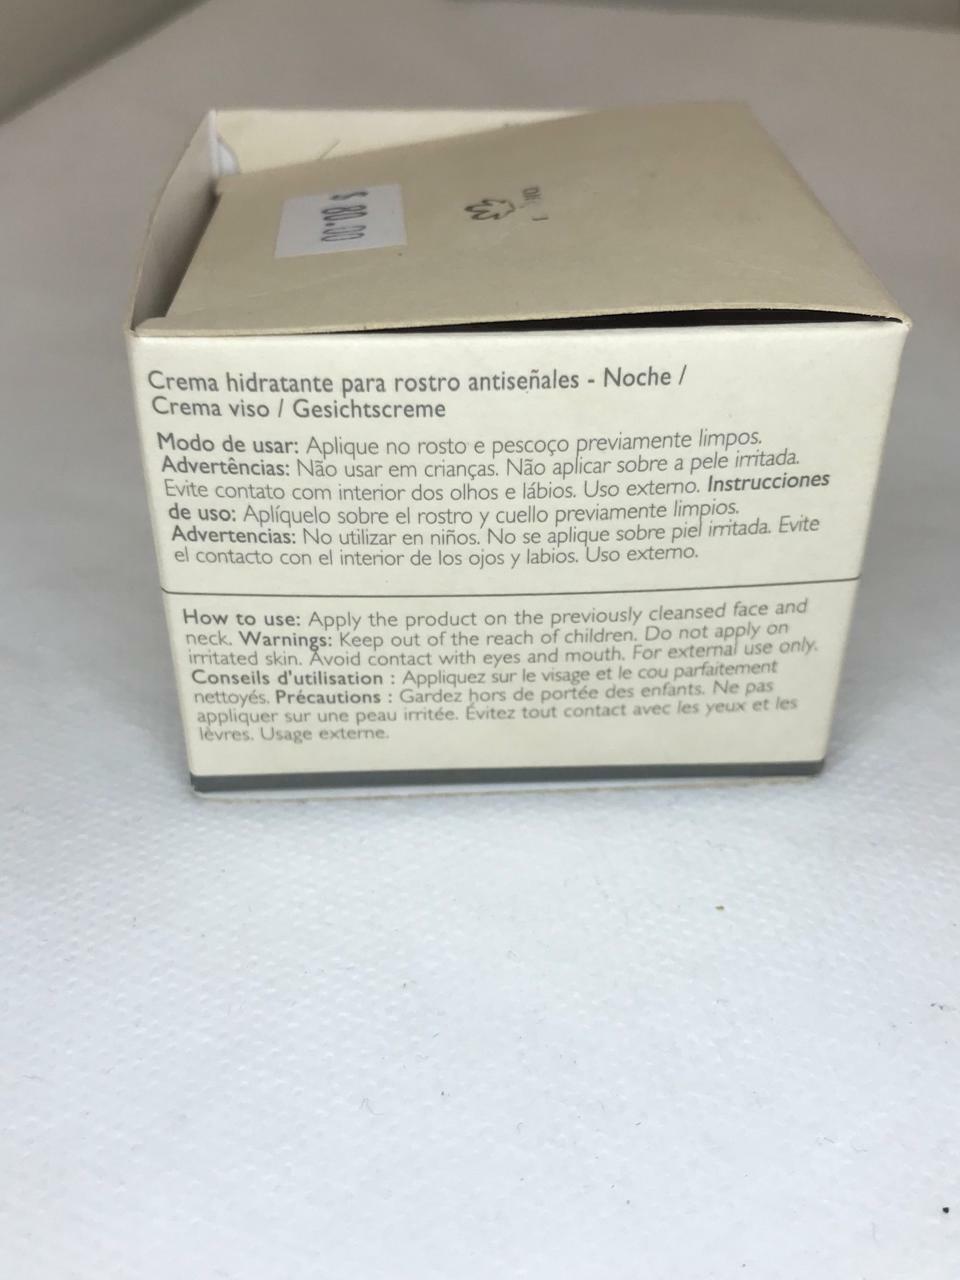 $ 80.00
Crema hidratante para rostro antiseñales - Noche /
Crema viso / Gesichtscreme
Modo de usar: Aplique no rosto e pescoço previamente limpos.
Advertências: Não usar em crianças. Não aplicar sobre a pele irritada.
Evite contato com interior dos olhos e lábios. Uso externo. Instrucciones
de uso: Aplíquelo sobre el rostro y cuello previamente limpios.
Advertencias: No utilizar en niños. No se aplique sobre piel irritada. Evite
el contacto con el interior de los ojos y labios. Uso externo.
How to use: Apply the product on the previously cleansed face and
neck. Warnings: Keep out of the reach of children. Do not apply on
irritated skin. Avoid contact with eyes and mouth. For external use only.
Conseils d'utilisation : Appliquez sur le visage et le cou parfaitement
nettoyés. Précautions : Gardez hors de portée des enfants. Ne pas
appliquer sur une peau irritée. Évitez tout contact avec les yeux et les
lèvres. Usage externe.